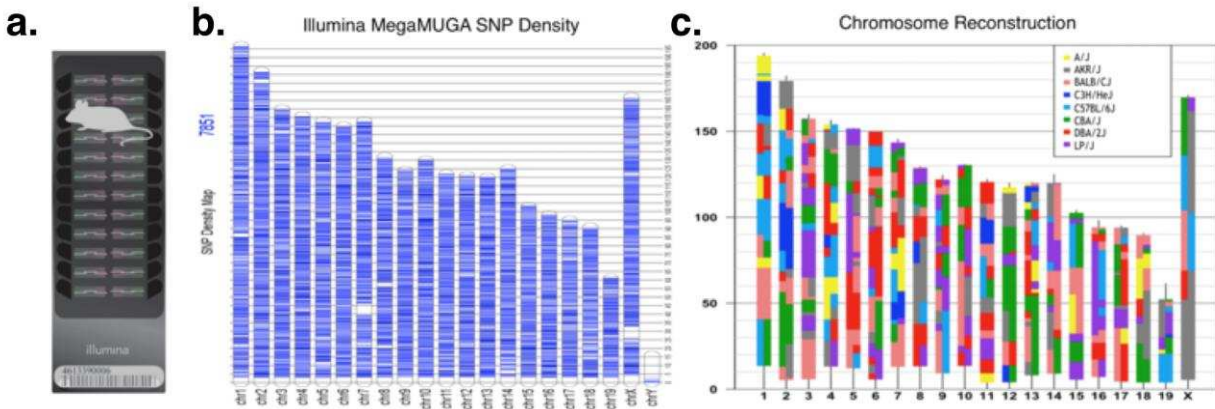 a.
illumina
4613390006
b.
Illumina MegaMUGA SNP Density
7851
SNP Density Map
chr1 chr2 chr3 chr4 chr5 chr6 chr7 chr8 chr9 chr10 chr11 chr12 chr13 chr14 chr15 chr16 chr17 chr18 chr19 chrX chrY
c.
Chromosome Reconstruction
200
150
100
50
0
A/J
AKR/J
BALB/CJ
C3H/HeJ
C57BL/6J
CBA/J
DBA/2J
LP/J
1 2 3 4 5 6 7 8 9 10 11 12 13 14 15 16 17 18 19 X